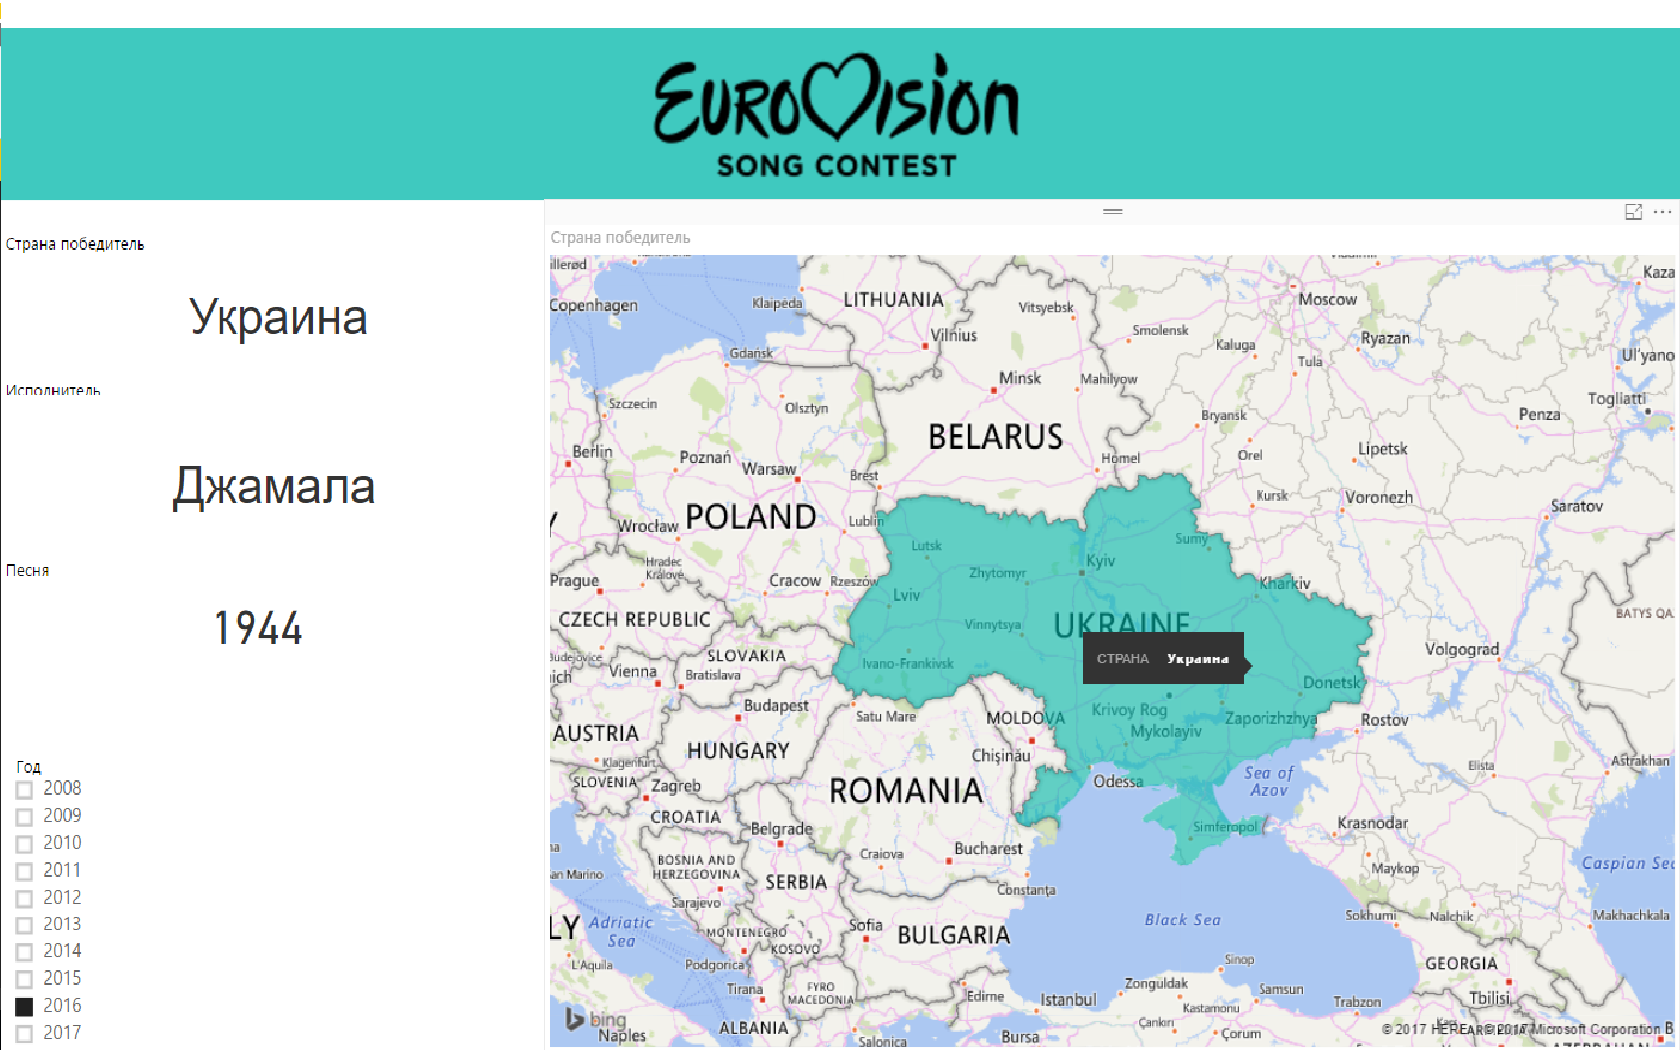 EUROVISION
SONG CONTEST
Страна победитель
Украина
Исполнитель
Джамала
Песня
1944
Год
2008
2009
2010
2011
2012
2013
2014
2015
2016
2017
Страна победитель
Copenhagen
Klaipėda
LITHUANIA
Vitsyebsk
Moscow
Kaza
Vilnius
Smolensk
Kaluga
Ryazan
Gdańsk
Tula
Ul'yano
Minsk
Mahilyow
Togliatti
Szczecin
Olsztyn
Bryansk
Penza
Berlin
Poznań
Warsaw
BELARUS
Homel
Orel
Lipetsk
Brest
Kursk
Voronezh
Saratov
Wrocław
POLAND
Lublin
Lutsk
Sumy
Prague
Hradec
Králové
Cracow
Rzeszów
Zhytomyr
Kyiv
Kharkiv
Lviv
CZECH REPUBLIC
Vinnytsya
UKRAINE
BATYS QA
СТРАНА Украина
Volgograd
SLOVAKIA
Ivano-Frankivsk
Vienna
Bratislava
Donetsk
Budapest
Satu Mare
MOLDOVA
Krivoy Rog
Zaporizhzhya
Rostov
AUSTRIA
HUNGARY
Chişinău
Mykolayiv
Klagenfurt
Elista
Astrakhan
SLOVENIA
Zagreb
ROMANIA
Odessa
Sea of
Azov
CROATIA
Belgrade
Simferopol
Krasnodar
BOSNIA AND
HERZEGOVINA
Craiova
Bucharest
Maykop
Caspian Sea
an Marino
SERBIA
Constanţa
Sarajevo
Adriatic
Sea
MONTENEGRO
KOSOVO
Sofia
BULGARIA
Black Sea
Sokhumi
Nalchik
Makhachkala
L'Aquila
Podgorica
Sinop
GEORGIA
Tirana
FYRO
MACEDONIA
Edirne
Istanbul
Zonguldak
Samsun
Trabzon
Tbilisi
bing
Naples
ALBANIA
Salonica
Bursa
Çankırı
Kastamonu
Çorum
© 2017 HERE
© 2017 Microsoft Corporation